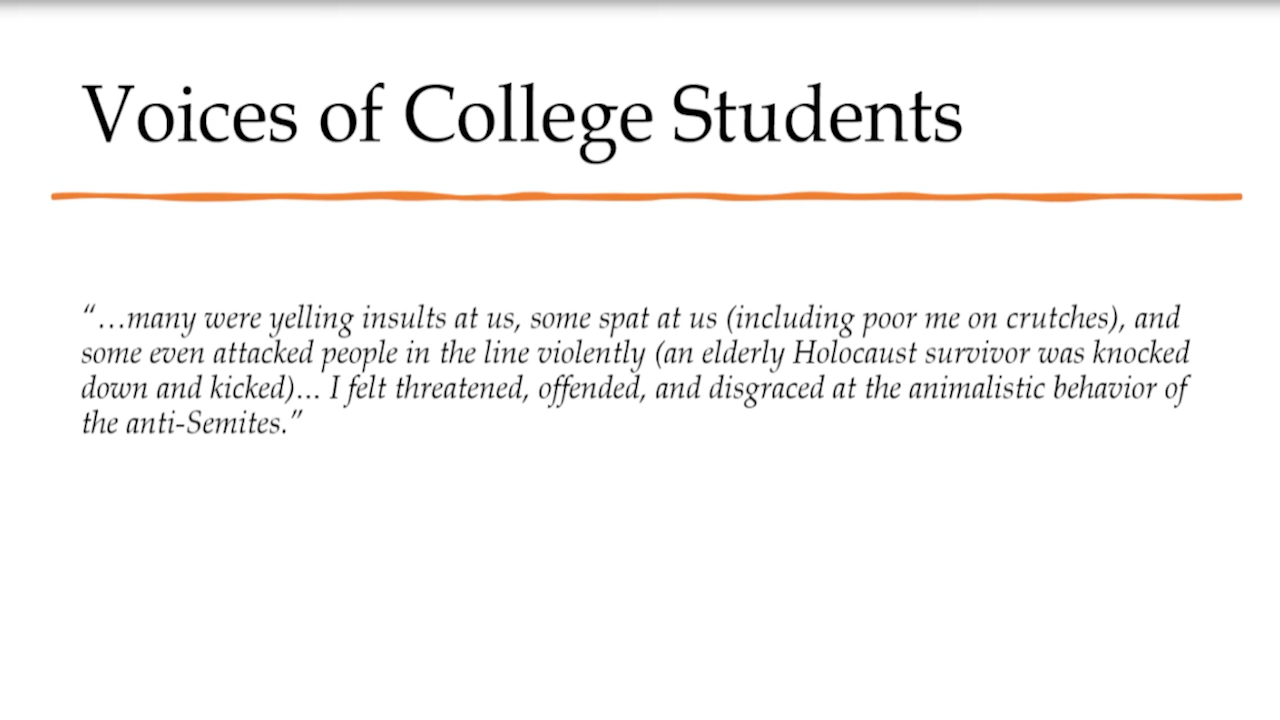 Voices of College Students
“…many were yelling insults at us, some spat at us (including poor me on crutches), and
some even attacked people in the line violently (an elderly Holocaust survivor was knocked
down and kicked)… I felt threatened, offended, and disgraced at the animalistic behavior of
the anti-Semites.”